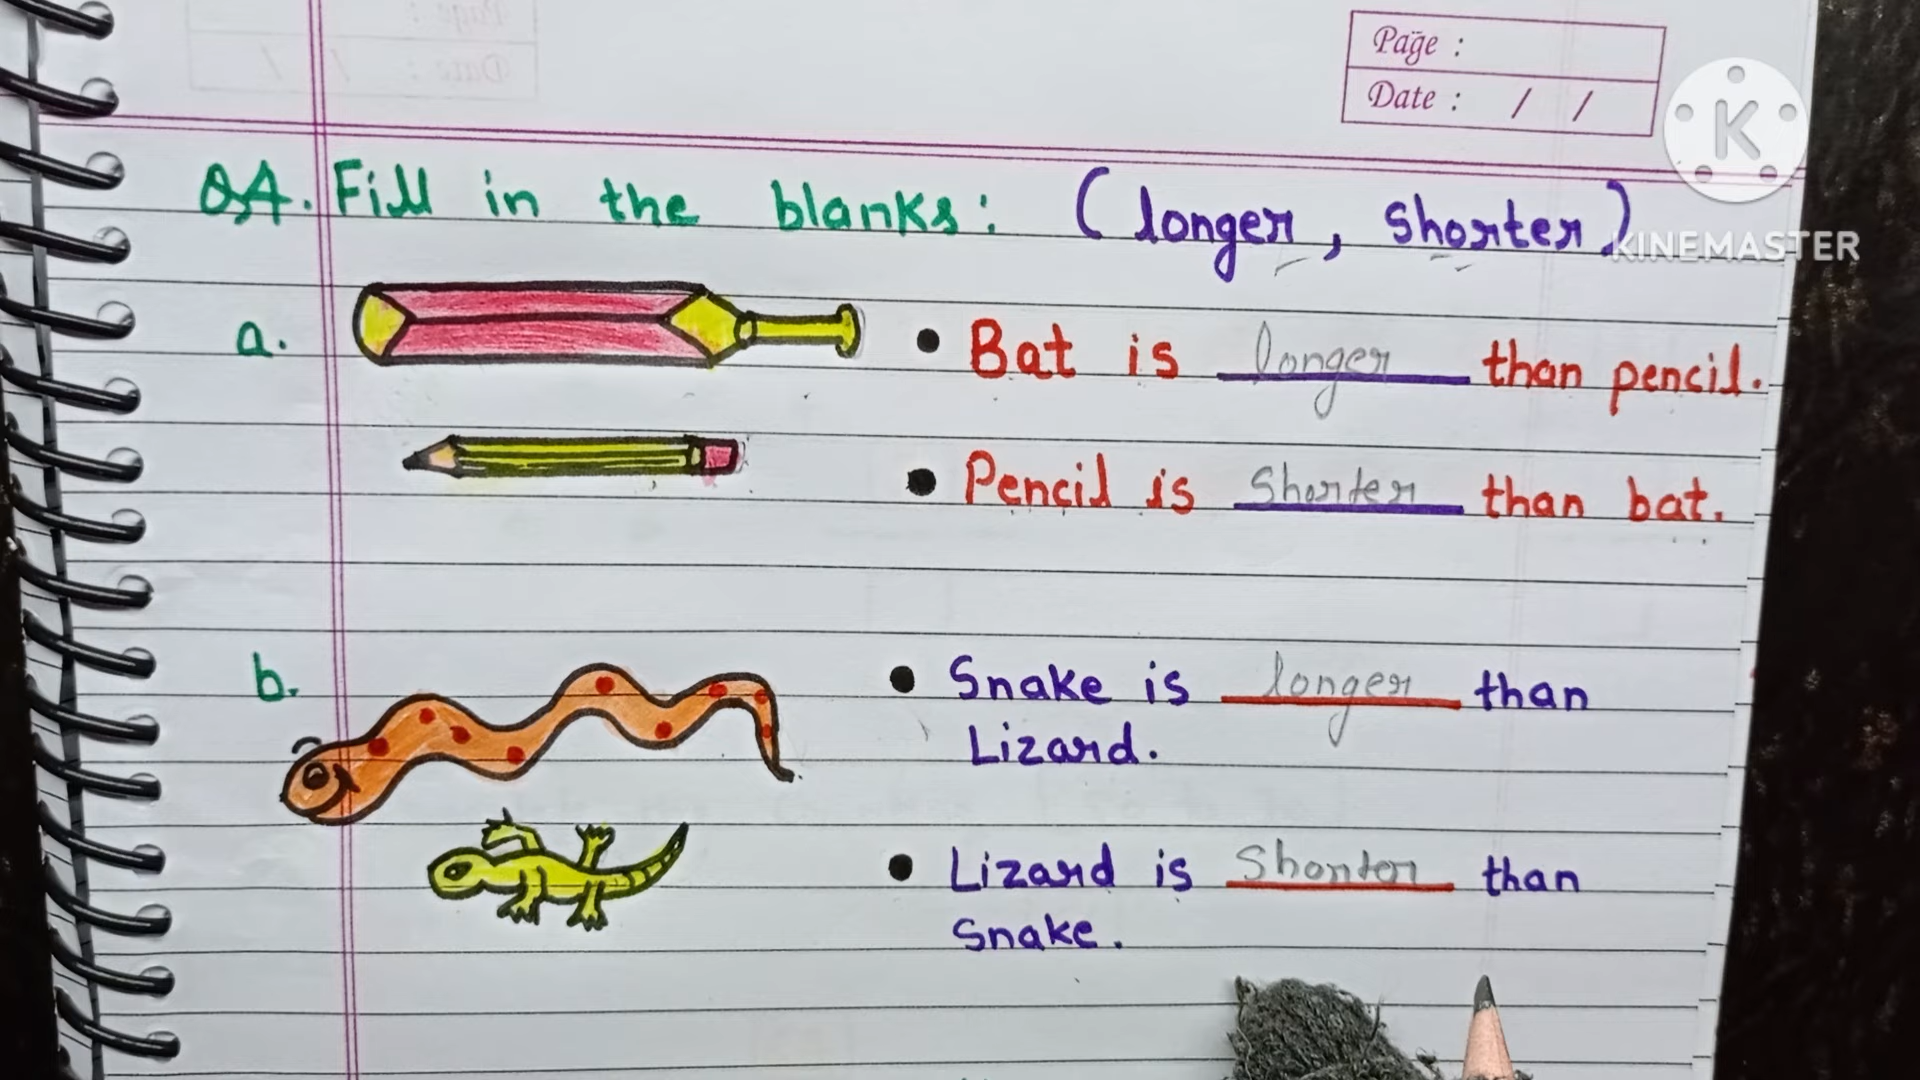 Page :
Date : / /
K
KINEMASTER
Q4. Fill in the blanks: (longer, shorter)
a.
• Bat is longer than pencil.
• Pencil is shorter than bat.
b.
• Snake is longer than
Lizard.
• Lizard is shorter than
Snake.